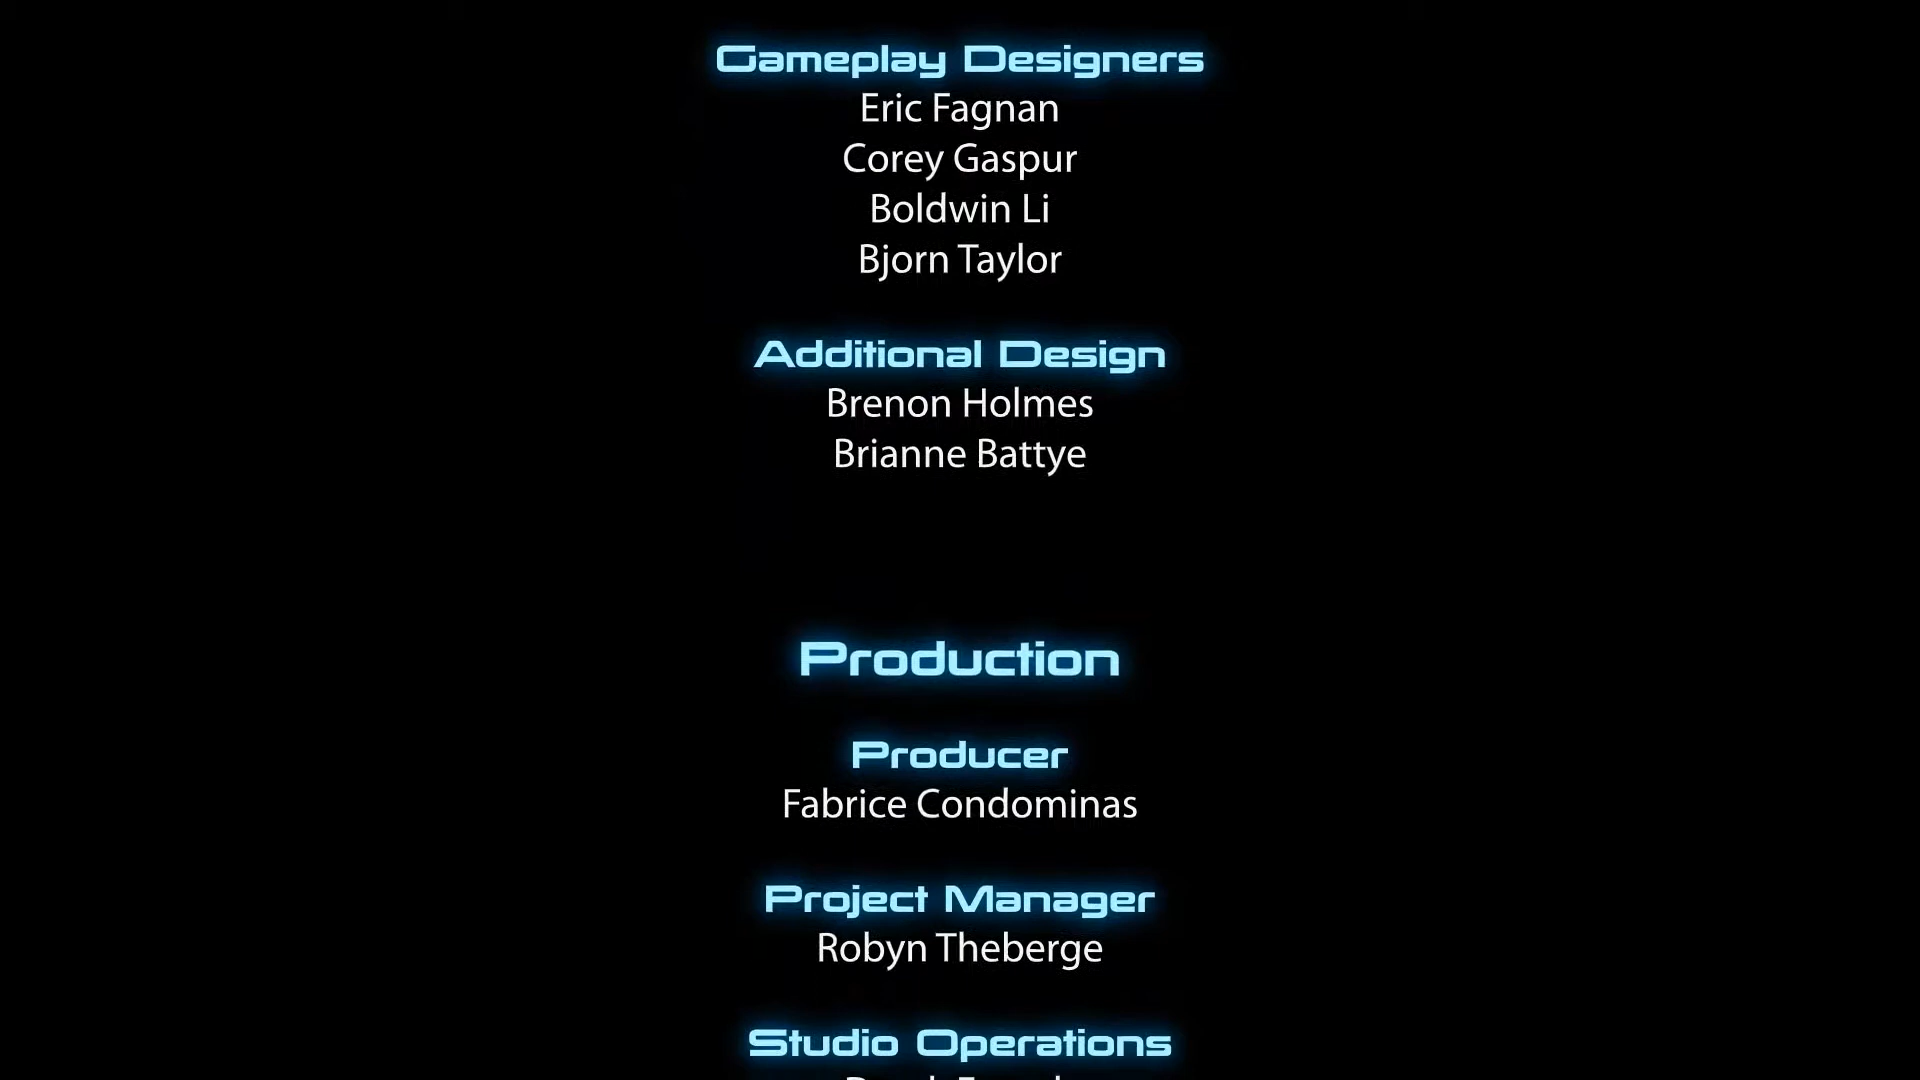 Gameplay Designers
Eric Fagnan
Corey Gaspur
Boldwin Li
Bjorn Taylor
Additional Design
Brenon Holmes
Brianne Battye
Production
Producer
Fabrice Condominas
Project Manager
Robyn Theberge
Studio Operations